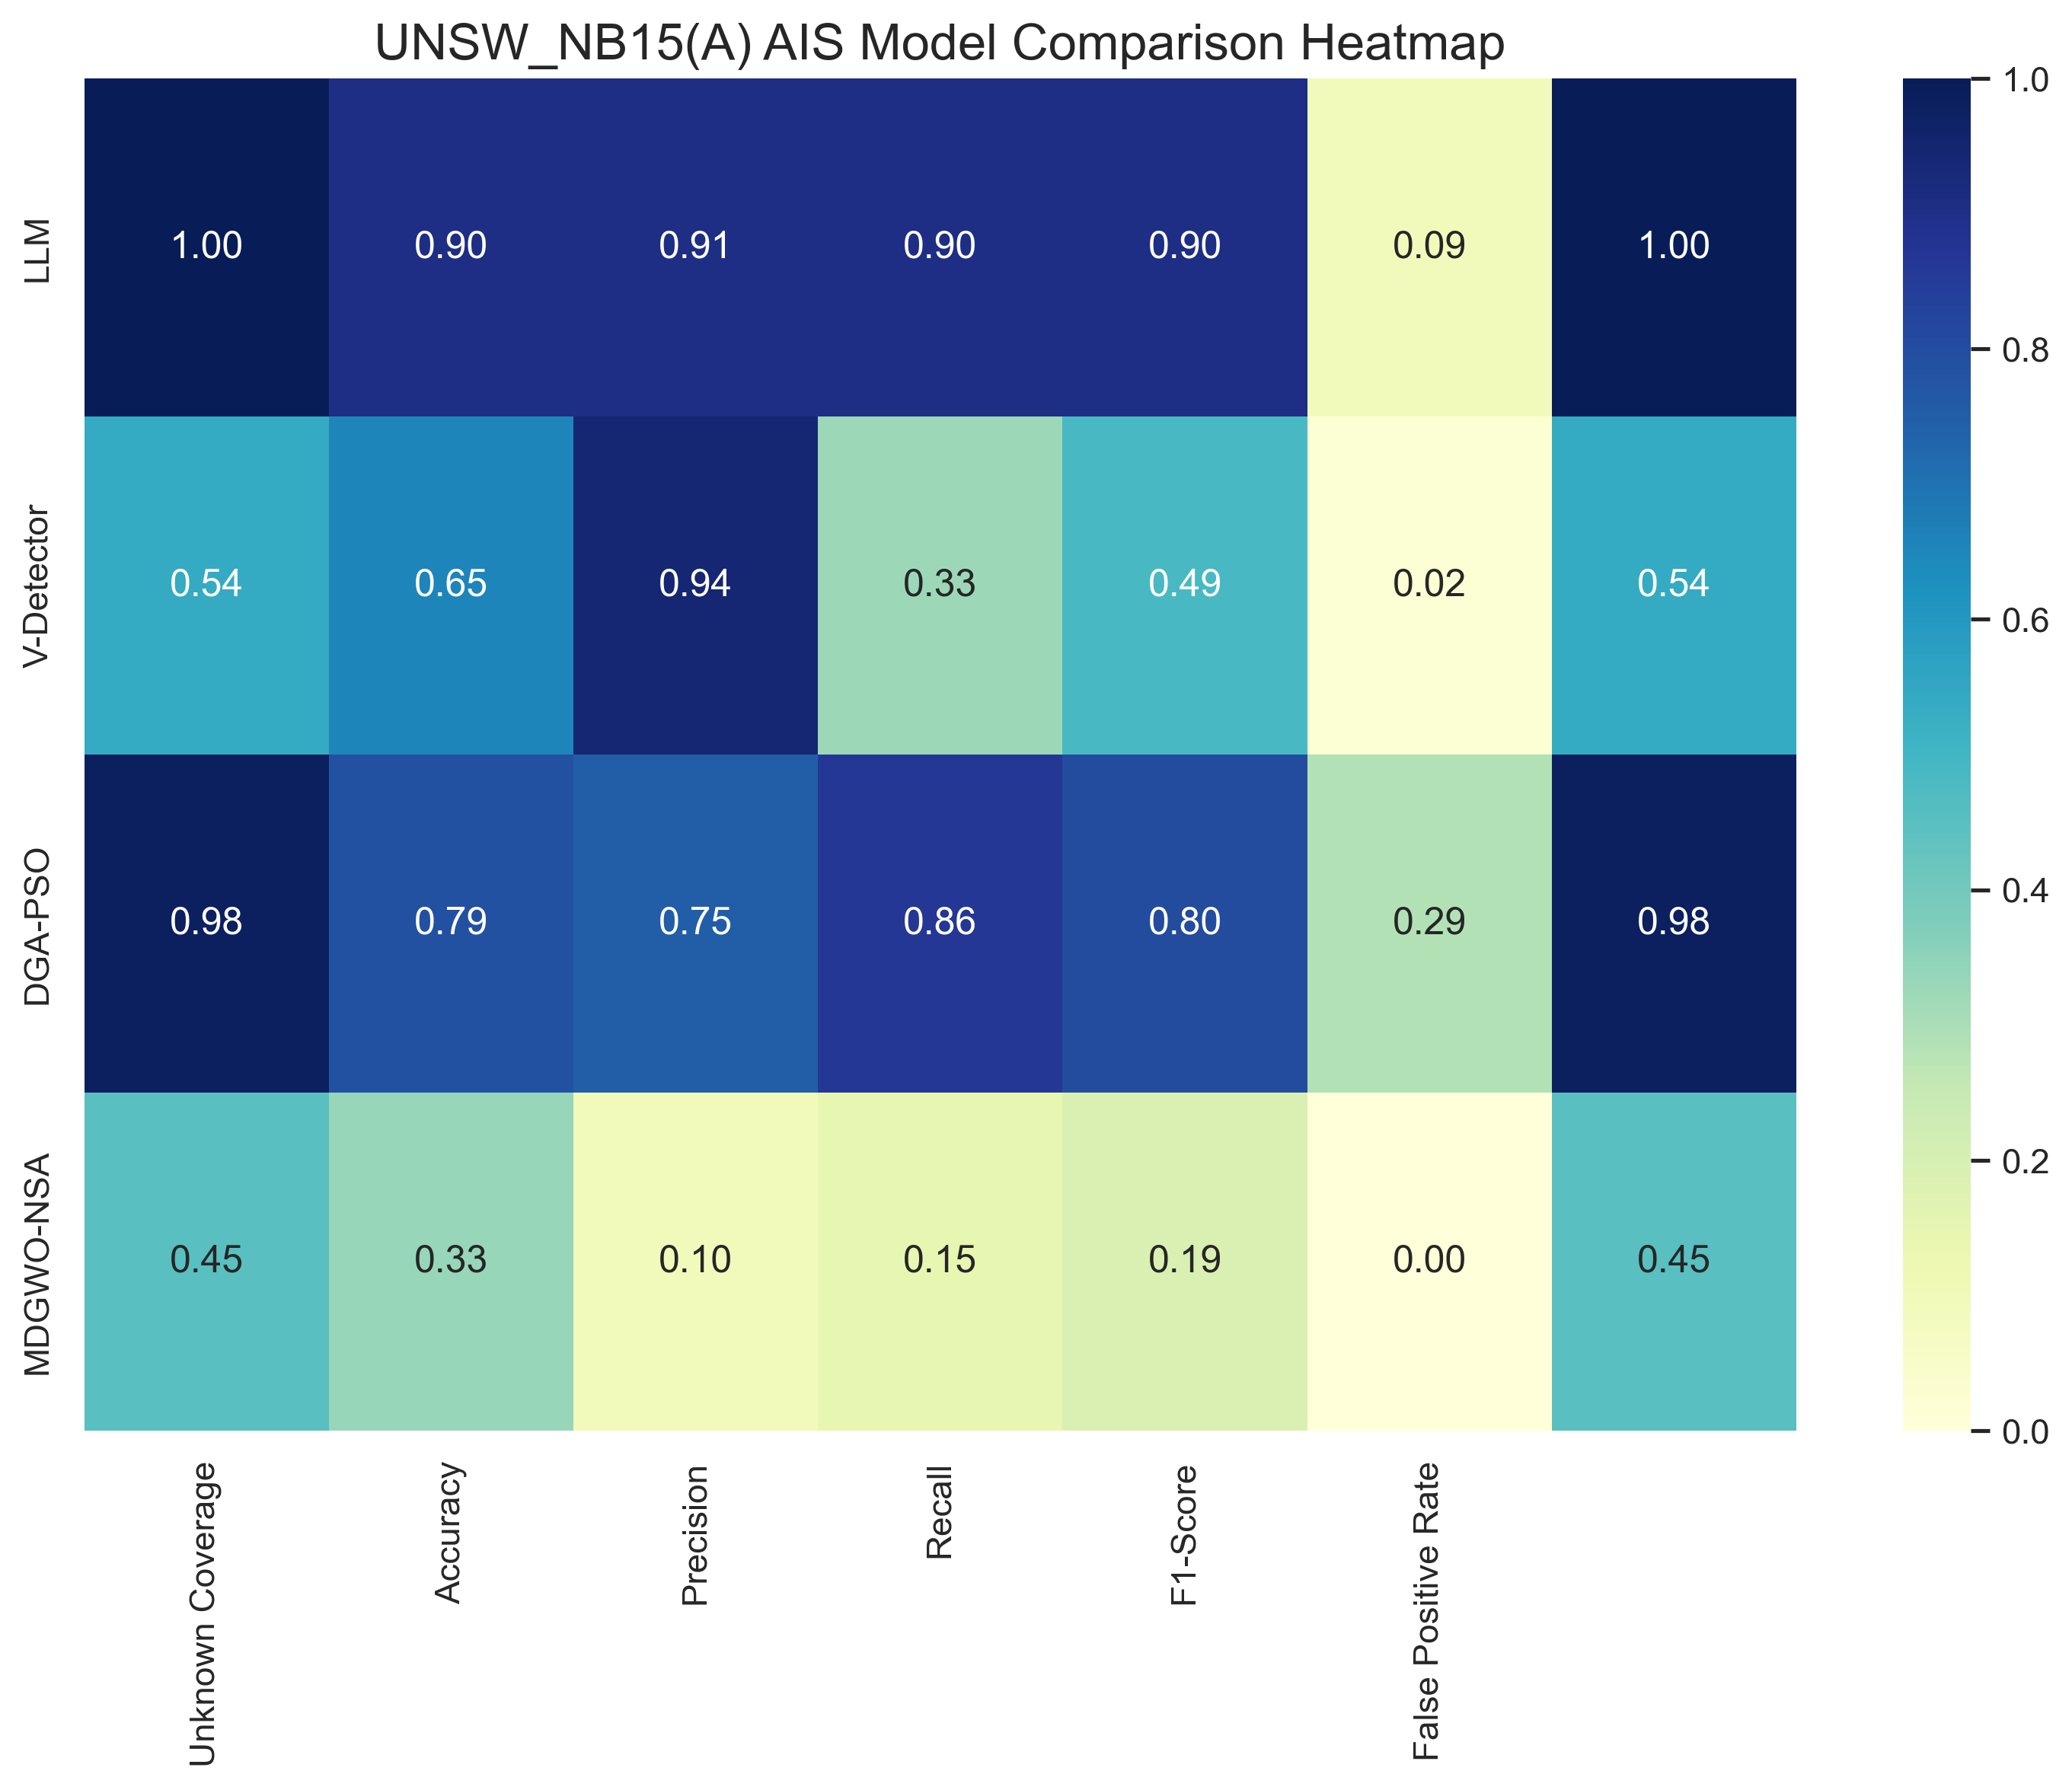 UNSW_NB15(A) AIS Model Comparison Heatmap
LLM
1.00 0.90 0.91 0.90 0.90 0.09 1.00
V-Detector
0.54 0.65 0.94 0.33 0.49 0.02 0.54
DGA-PSO
0.98 0.79 0.75 0.86 0.80 0.29 0.98
MDGWO-NSA
0.45 0.33 0.10 0.15 0.19 0.00 0.45
Unknown Coverage
Accuracy
Precision
Recall
F1-Score
False Positive Rate
1.0
0.8
0.6
0.4
0.2
0.0